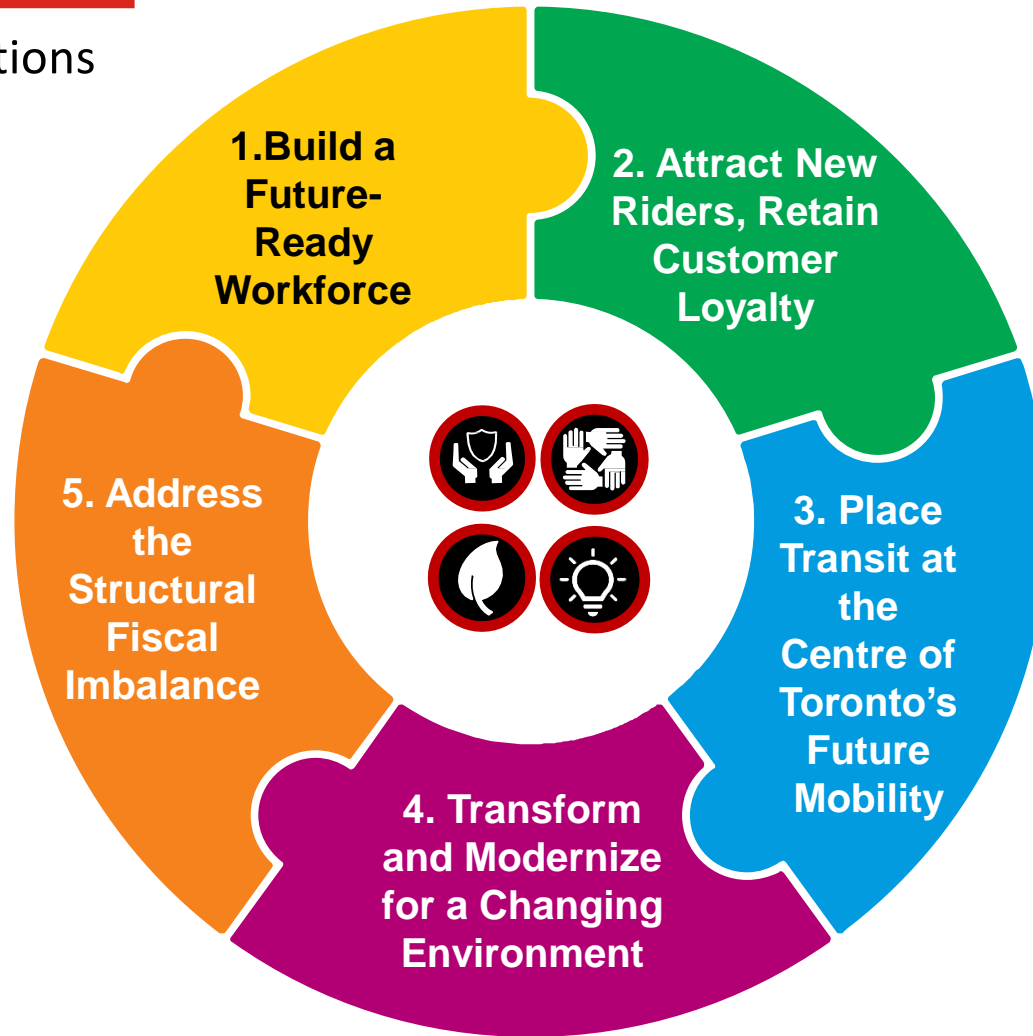 tions
1.Build a
Future-
Ready
Workforce
2. Attract New
Riders, Retain
Customer
Loyalty
3. Place
Transit at
the
Centre of
Toronto’s
Future
Mobility
4. Transform
and Modernize
for a Changing
Environment
5. Address
the
Structural
Fiscal
Imbalance